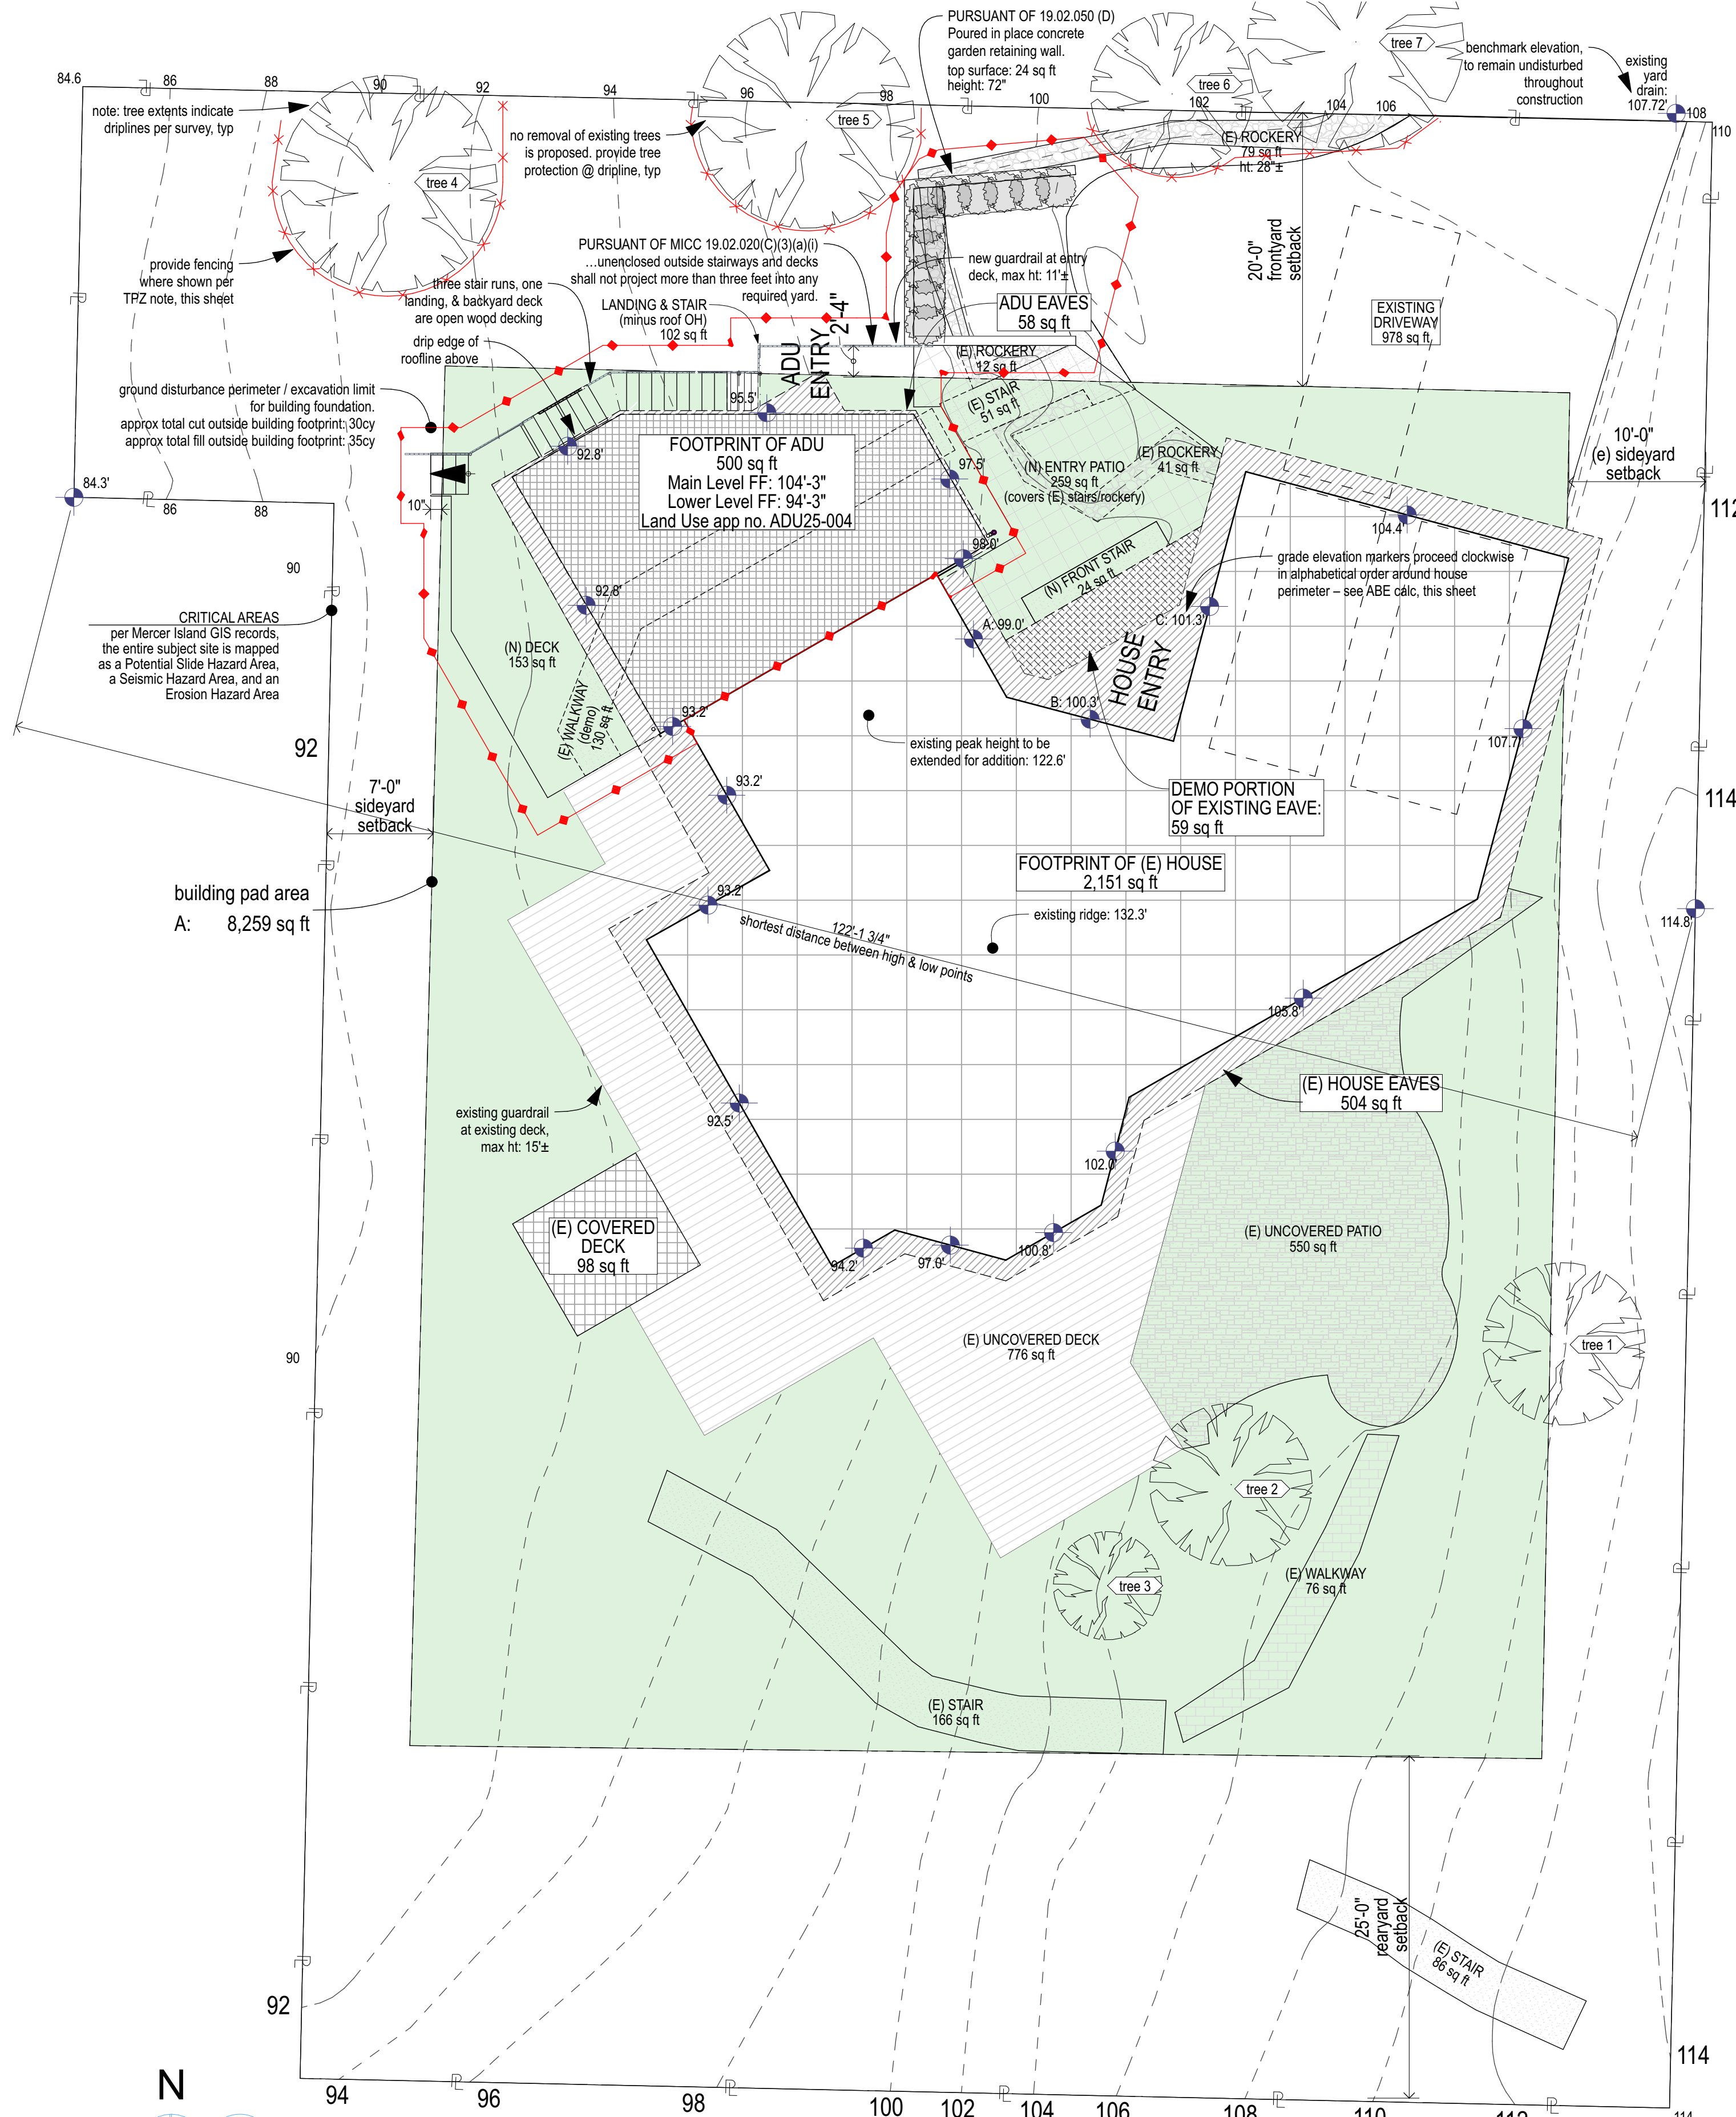 PURSUANT OF 19.02.050 (D)
Poured in place concrete
garden retaining wall.
top surface: 24 sq ft
height: 72"
tree 7
benchmark elevation,
to remain undisturbed
throughout
construction
existing
yard
drain:
107.72'
84.6
86
88
90
92
94
96
98
100
102
104
106
108
110
tree 6
tree 5
tree 4
note: tree extents indicate
driplines per survey, typ
no removal of existing trees
is proposed. provide tree
protection @ dripline, typ
(E) ROCKERY
79 sq ft
ht: 28"±
PURSUANT OF MICC 19.02.020(C)(3)(a)(i)
…unenclosed outside stairways and decks
shall not project more than three feet into any
required yard.
new guardrail at entry
deck, max ht: 11'±
20'-0"
frontyard
setback
provide fencing
where shown per
TPZ note, this sheet
three stair runs, one
landing, & backyard deck
are open wood decking
LANDING & STAIR
(minus roof OH)
102 sq ft
ADU EAVES
58 sq ft
EXISTING
DRIVEWAY
978 sq ft
drip edge of
roofline above
ADU
ENTRY
2'-4"
(E) ROCKERY
12 sq ft
ground disturbance perimeter / excavation limit
for building foundation.
approx total cut outside building footprint: 30cy
approx total fill outside building footprint: 35cy
95.5'
(E) STAIR
51 sq ft
92.8'
FOOTPRINT OF ADU
500 sq ft
Main Level FF: 104'-3"
Lower Level FF: 94'-3"
Land Use app no. ADU25-004
97.5'
(N) ENTRY PATIO
259 sq ft
(covers (E) stairs/rockery)
(E) ROCKERY
41 sq ft
10'-0"
(e) sideyard
setback
84.3'
86
88
10"
112
104.4'
98.0'
90
grade elevation markers proceed clockwise
in alphabetical order around house
perimeter – see ABE calc, this sheet
(N) FRONT STAIR
24 sq ft
92.8'
CRITICAL AREAS
per Mercer Island GIS records,
the entire subject site is mapped
as a Potential Slide Hazard Area,
a Seismic Hazard Area, and an
Erosion Hazard Area
A: 99.0'
C: 101.3'
(N) DECK
153 sq ft
HOUSE
ENTRY
(E) WALKWAY
(demo)
130 sq ft
93.2'
B: 100.3'
92
107.7'
existing peak height to be
extended for addition: 122.6'
93.2'
DEMO PORTION
OF EXISTING EAVE:
59 sq ft
114
7'-0"
sideyard
setback
building pad area
A: 8,259 sq ft
FOOTPRINT OF (E) HOUSE
2,151 sq ft
93.2'
existing ridge: 132.3'
114.8'
122'-1 3/4"
shortest distance between high & low points
105.8'
(E) HOUSE EAVES
504 sq ft
existing guardrail
at existing deck,
max ht: 15'±
92.5'
102.0'
(E) COVERED
DECK
98 sq ft
(E) UNCOVERED PATIO
550 sq ft
94.2'
97.0'
100.8'
(E) UNCOVERED DECK
776 sq ft
90
tree 1
tree 2
tree 3
(E) WALKWAY
76 sq ft
(E) STAIR
166 sq ft
25'-0"
rearyard
setback
(E) STAIR
86 sq ft
92
114
N
94
96
98
100
102
104
106
108
110
112
114